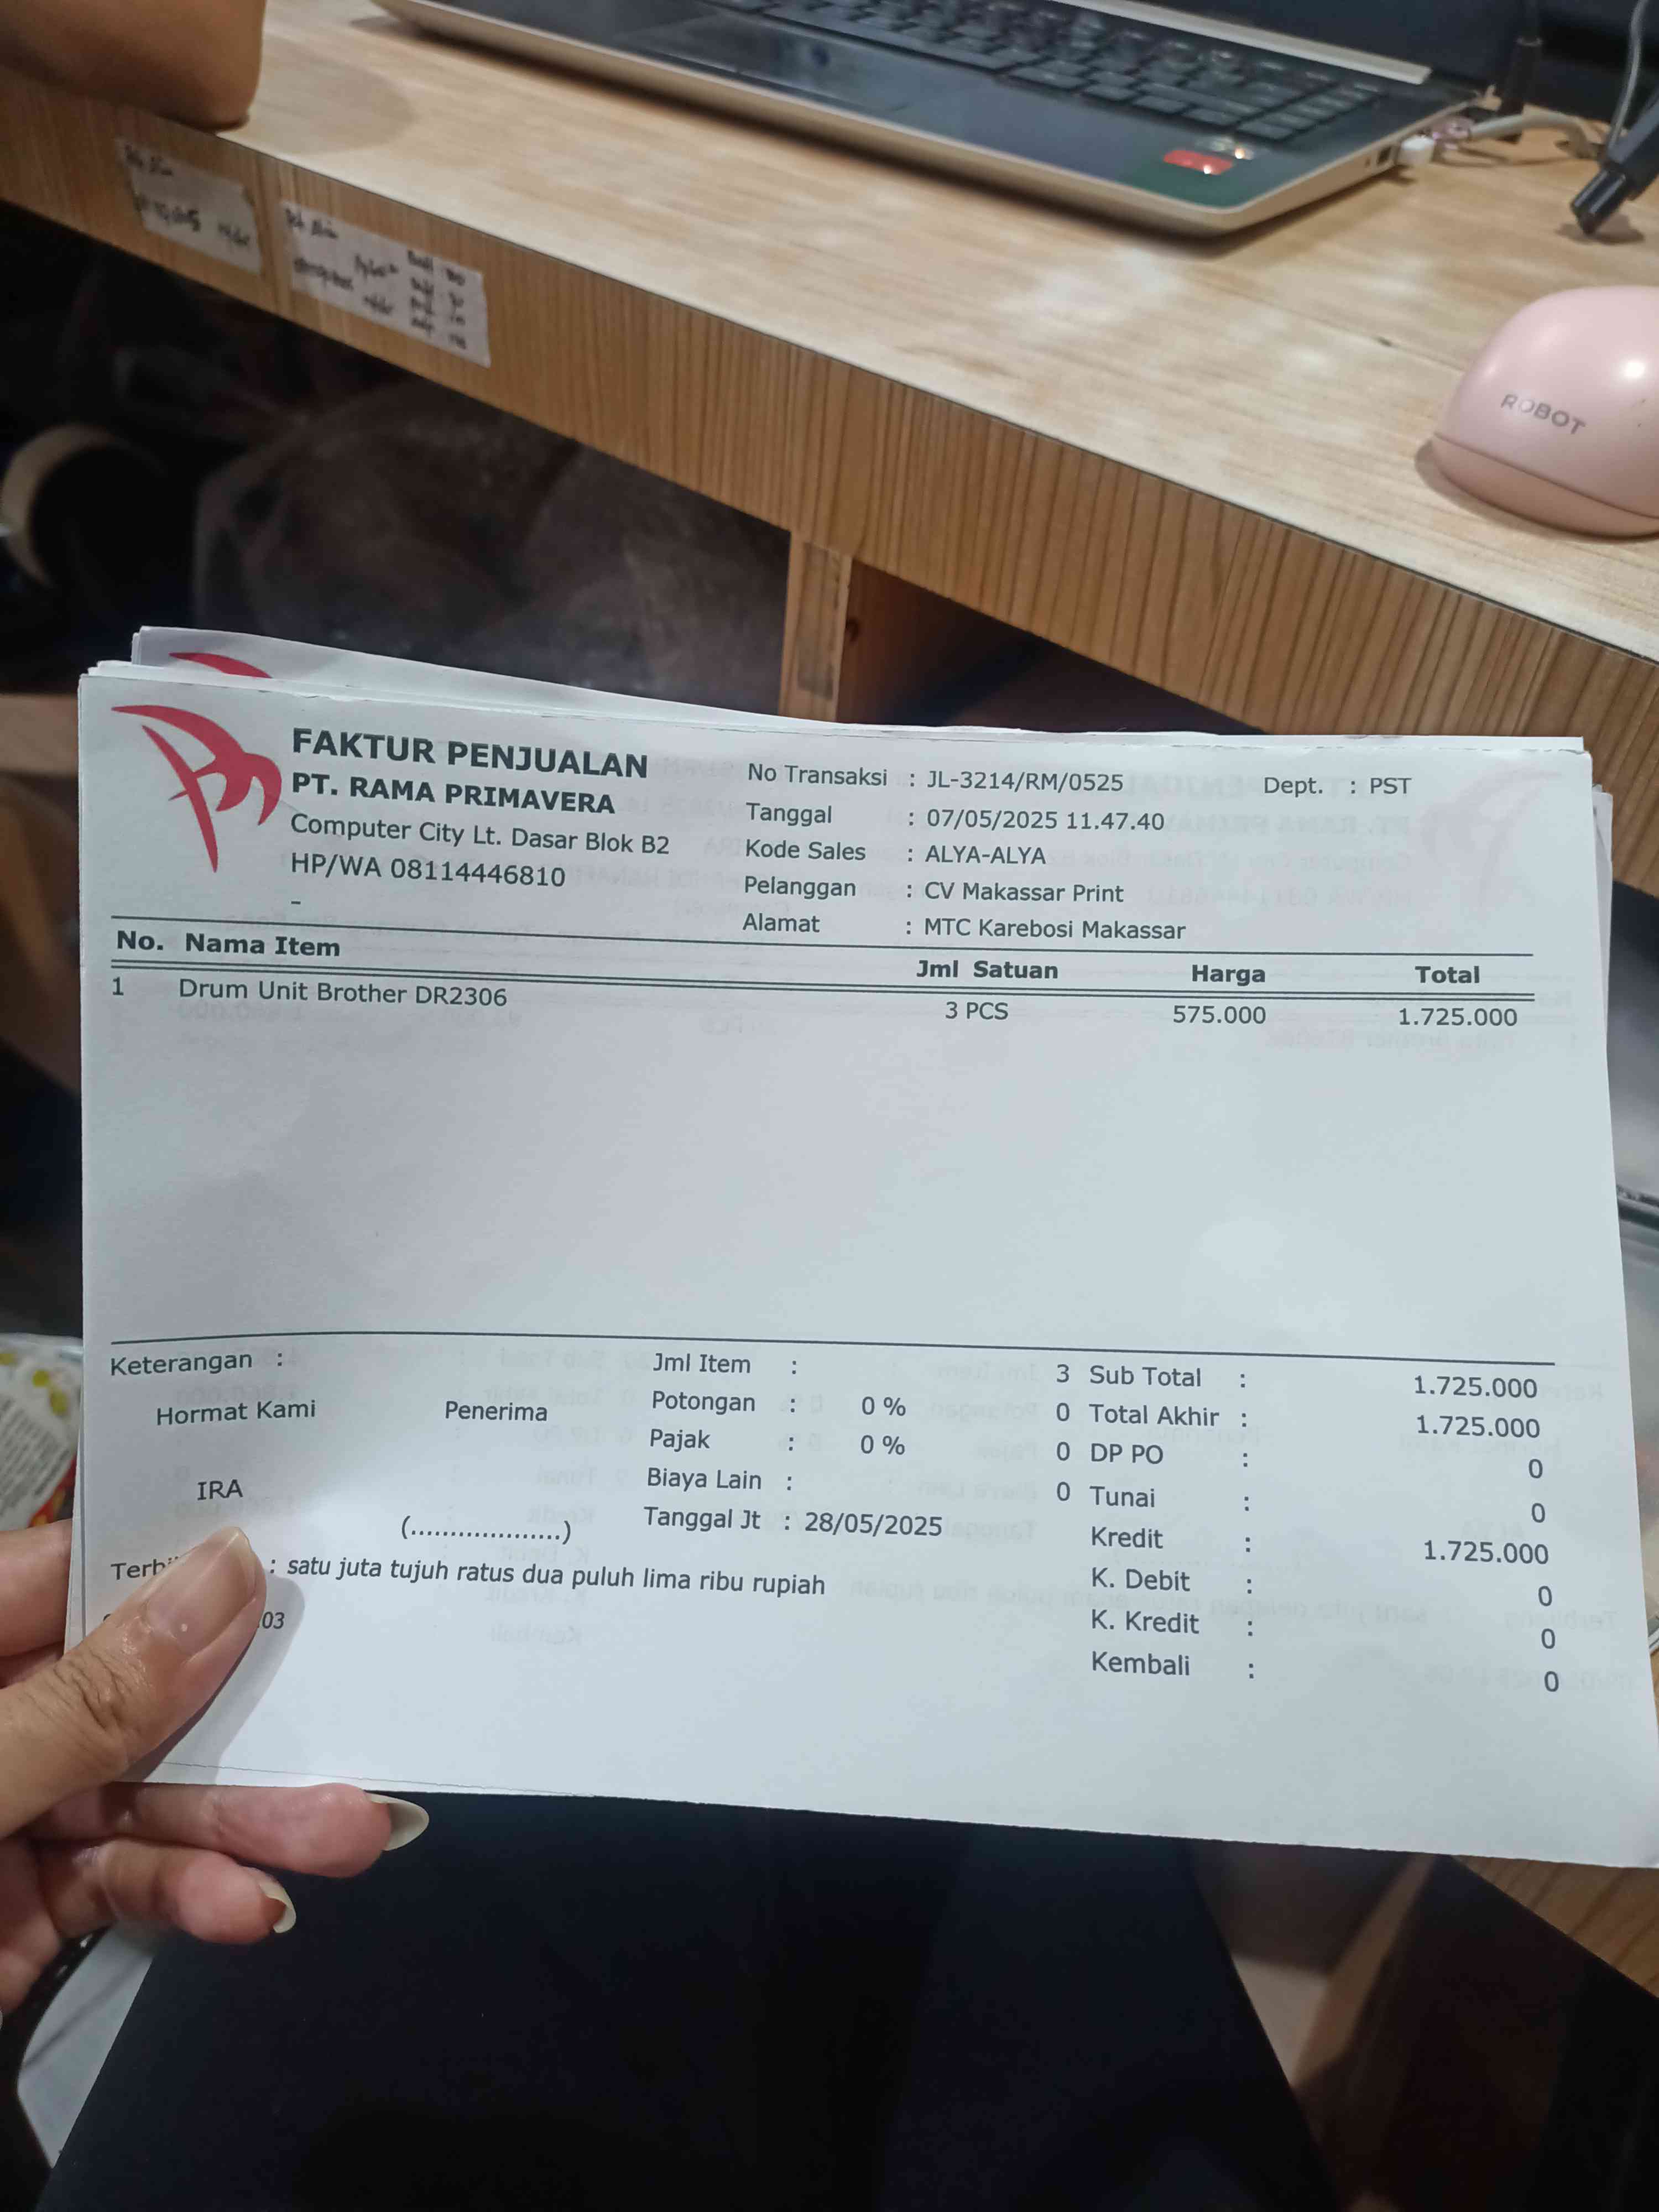 ROBOT
FAKTUR PENJUALAN
PT. RAMA PRIMAVERA
Computer City Lt. Dasar Blok B2
HP/WA 08114446810
-
No Transaksi : JL-3214/RM/0525 Dept. : PST
Tanggal : 07/05/2025 11.47.40
Kode Sales : ALYA-ALYA
Pelanggan : CV Makassar Print
Alamat : MTC Karebosi Makassar
No. Nama Item Jml Satuan Harga Total
1 Drum Unit Brother DR2306 3 PCS 575.000 1.725.000
Keterangan :
Hormat Kami Penerima
IRA
(...................)
Jml Item : 3
Potongan : 0 % 0
Pajak : 0 % 0
Biaya Lain : 0
Tanggal Jt : 28/05/2025
Sub Total : 1.725.000
Total Akhir : 1.725.000
DP PO : 0
Tunai : 0
Kredit : 1.725.000
K. Debit : 0
K. Kredit : 0
Kembali : 0
: satu juta tujuh ratus dua puluh lima ribu rupiah
03